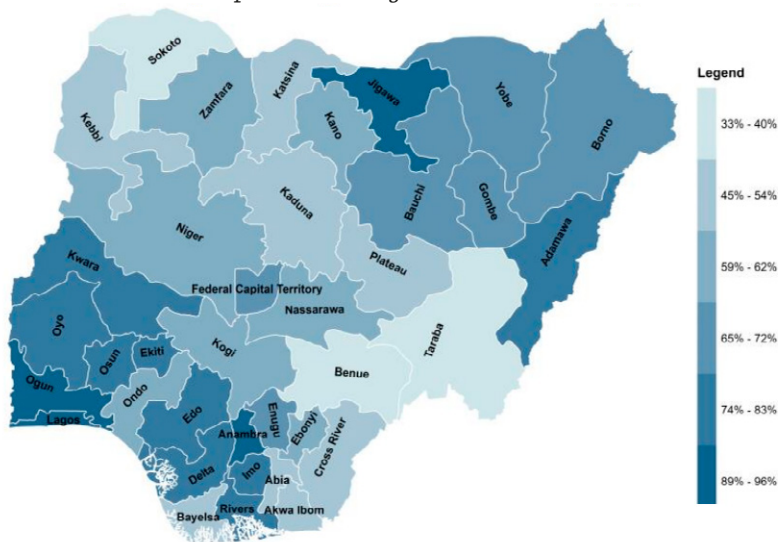 Sokoto
Katsina
Jigawa
Yobe
Borno
Kebbi
Zamfara
Kano
Bauchi
Gombe
Adamawa
Kaduna
Niger
Plateau
Kwara
Federal Capital Territory
Nassarawa
Taraba
Oyo
Osun
Ekiti
Kogi
Benue
Ogun
Ondo
Lagos
Edo
Anambra
Enugu
Ebonyi
Cross River
Delta
Imo
Abia
Bayelsa
Rivers
Akwa Ibom
Legend
33% - 40%
45% - 54%
59% - 62%
65% - 72%
74% - 83%
89% - 96%